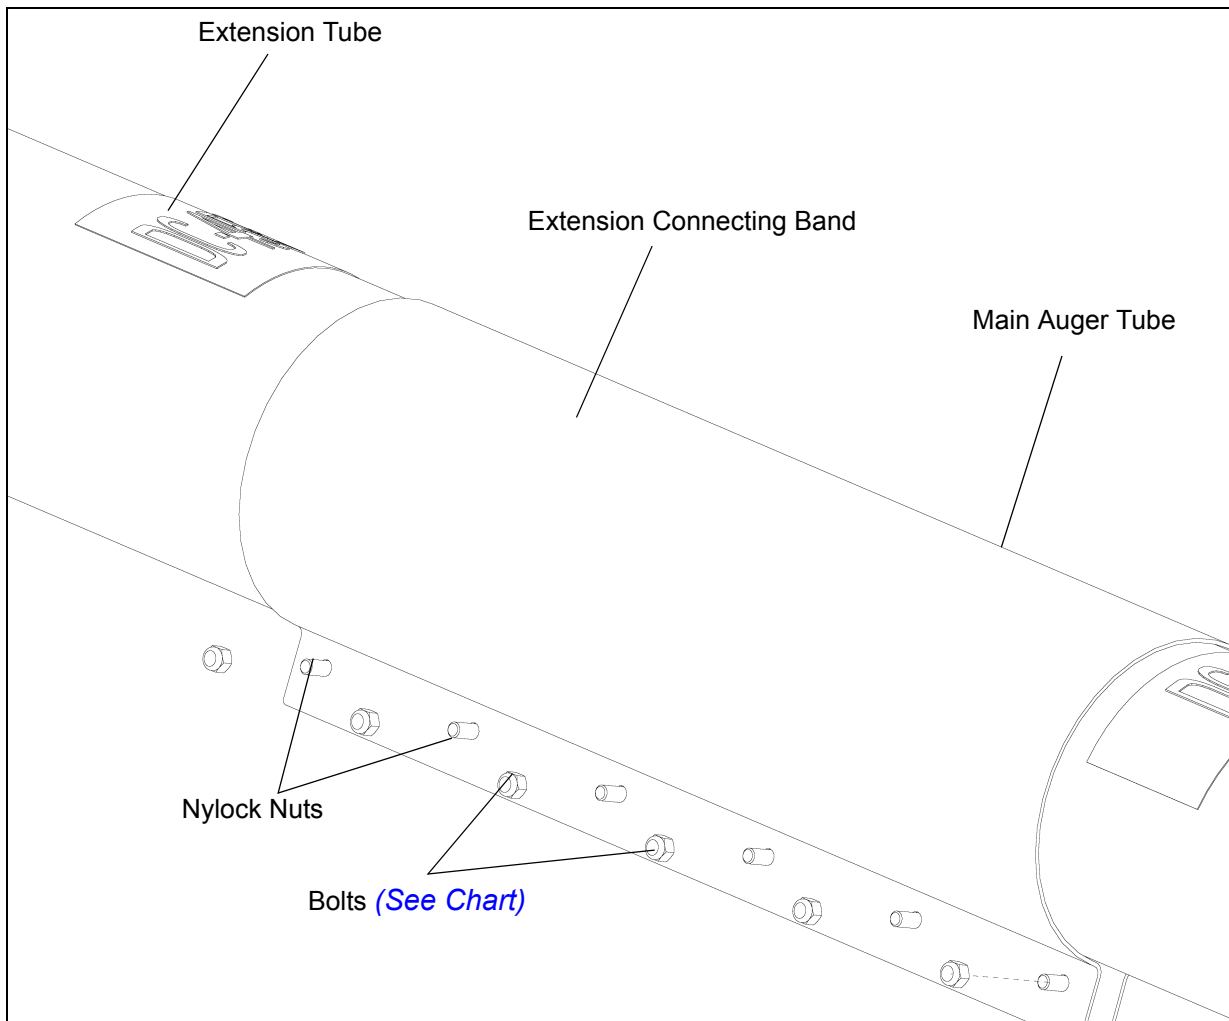 Extension Tube
Extension Connecting Band
Main Auger Tube
Nylock Nuts
Bolts (See Chart)